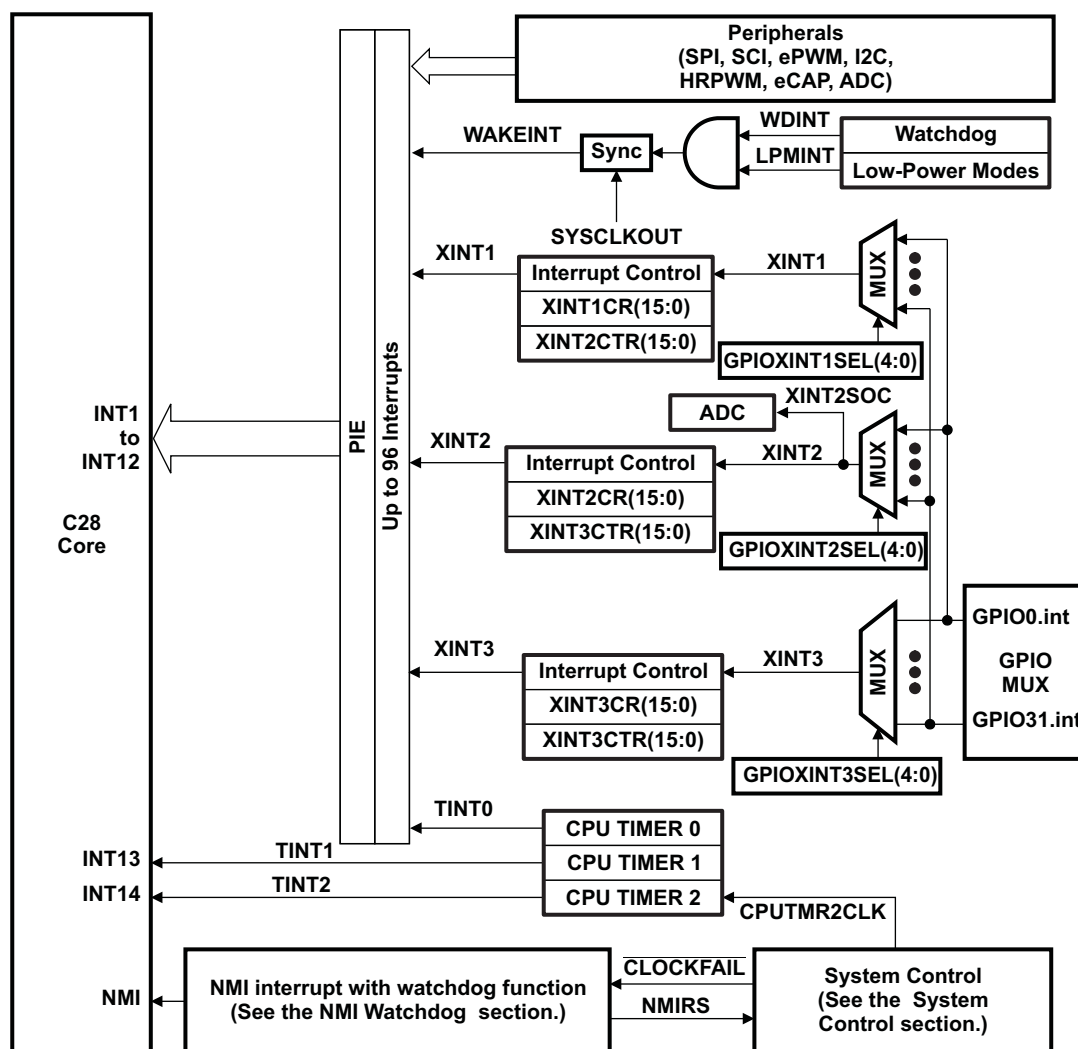 Peripherals
(SPI, SCI, ePWM, I2C,
HRPWM, eCAP, ADC)
WDINT
Watchdog
WAKEINT
Sync
LPMINT
Low-Power Modes
SYSCLKOUT
XINT1
Interrupt Control
XINT1CR(15:0)
XINT2CTR(15:0)
XINT1
MUX
GPIOXINT1SEL(4:0)
XINT2SOC
ADC
XINT2
Interrupt Control
XINT2CR(15:0)
XINT3CTR(15:0)
XINT2
MUX
GPIOXINT2SEL(4:0)
INT1
to
INT12
C28
Core
PIE
Up to 96 Interrupts
GPIO0.int
GPIO
MUX
GPIO31.int
XINT3
Interrupt Control
XINT3CR(15:0)
XINT3CTR(15:0)
XINT3
MUX
GPIOXINT3SEL(4:0)
TINT0
CPU TIMER 0
INT13
TINT1
CPU TIMER 1
INT14
TINT2
CPU TIMER 2
CPUTMR2CLK
NMI
NMI interrupt with watchdog function
(See the NMI Watchdog section.)
CLOCKFAIL
NMIRS
System Control
(See the System
Control section.)